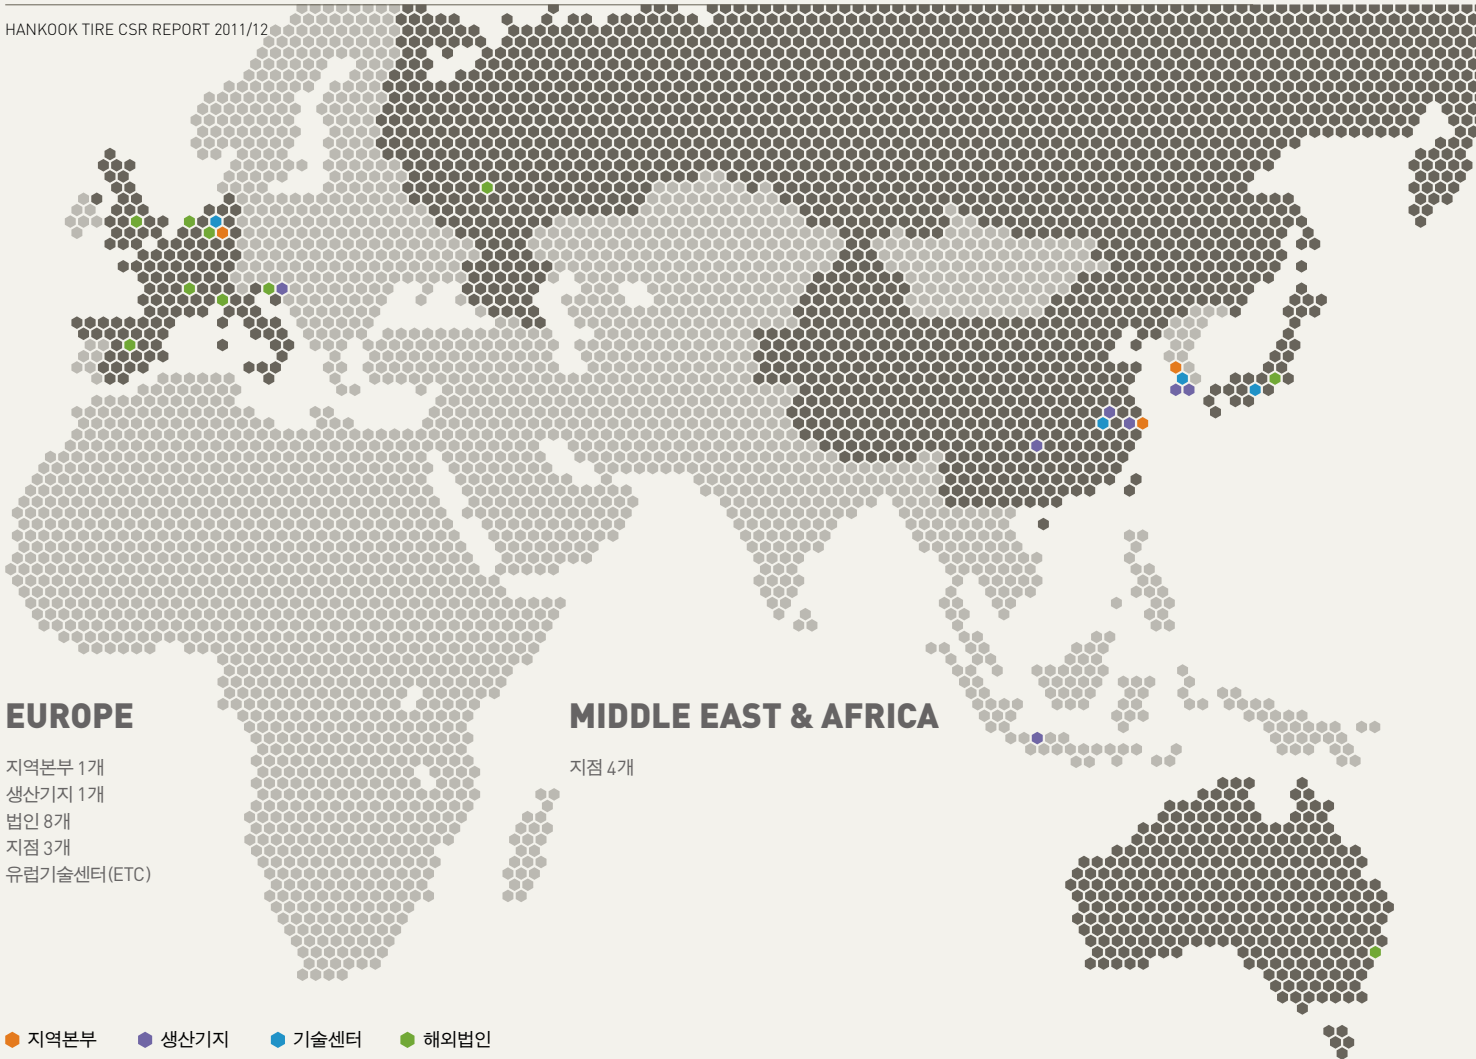 HANKOOK TIRE CSR REPORT 2011/12
EUROPE
지역본부 1개
생산기지 1개
법인 8개
지점 3개
유럽기술센터(ETC)
MIDDLE EAST & AFRICA
지점 4개
지역본부
생산기지
기술센터
해외법인